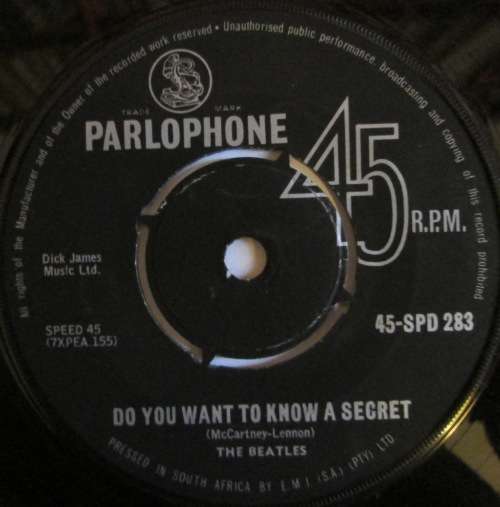 All rights of the Manufacturer and of the Owner of the recorded work reserved • Unauthorised public performance, broadcasting and copying of this record prohibited
TRADE MARK
PARLOPHONE
45
R.P.M.
Dick James
Music Ltd.
SPEED 45
(7XPEA.155)
45-SPD 283
DO YOU WANT TO KNOW A SECRET
(McCartney-Lennon)
THE BEATLES
PRESSED IN SOUTH AFRICA BY E.M.I. (S.A.) (PTY) LTD